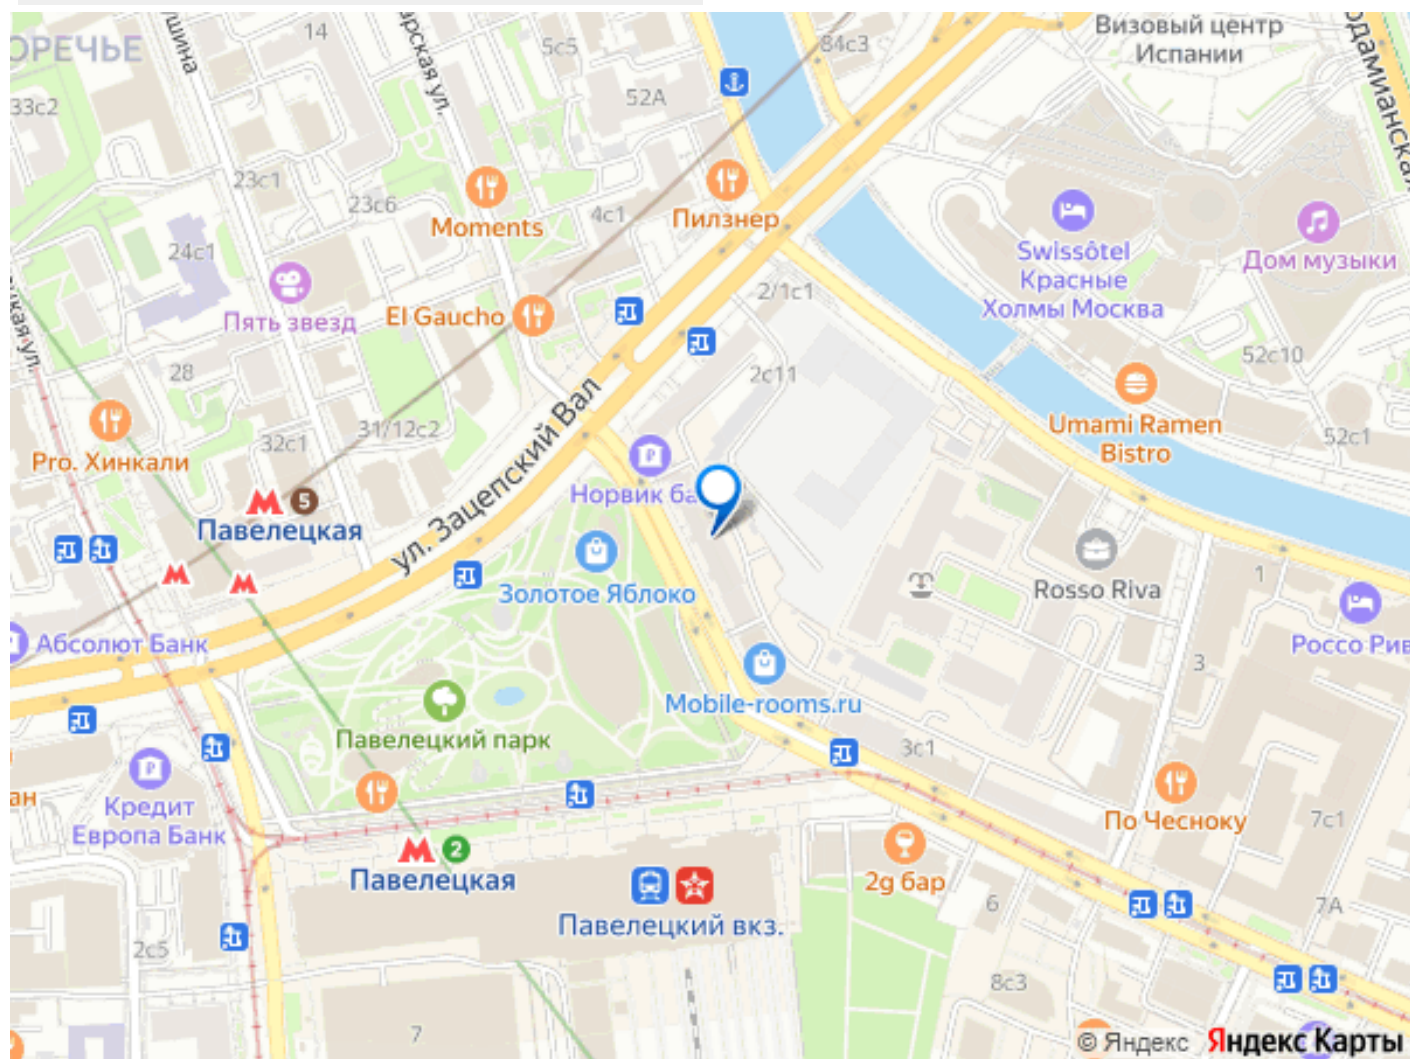 ОРЕЧЬЕ
14
5с5
84с3
Визовый центр
Испании
33с2
52А
23с1
23с6
Moments
4с1
Пилзнер
24с1
Swissôtel
Красные
Холмы Москва
Дом музыки
2/1с1
Пять звезд
El Gaucho
52с10
28
2с11
Pro. Хинкали
32с1
31/12с2
ул. Зацепский Вал
Umami Ramen
Bistro
52с1
5
Павелецкая
Норвик ба
Золотое Яблоко
Rosso Riva
1
Абсолют Банк
Россо Рив
3
Mobile-rooms.ru
Павелецкий парк
3с1
ан
Кредит
Европа Банк
По Чесноку
7с1
2
Павелецкая
2g бар
6
7А
Павелецкий вкз.
2с5
8с3
7
© Яндекс Яндекс Карты